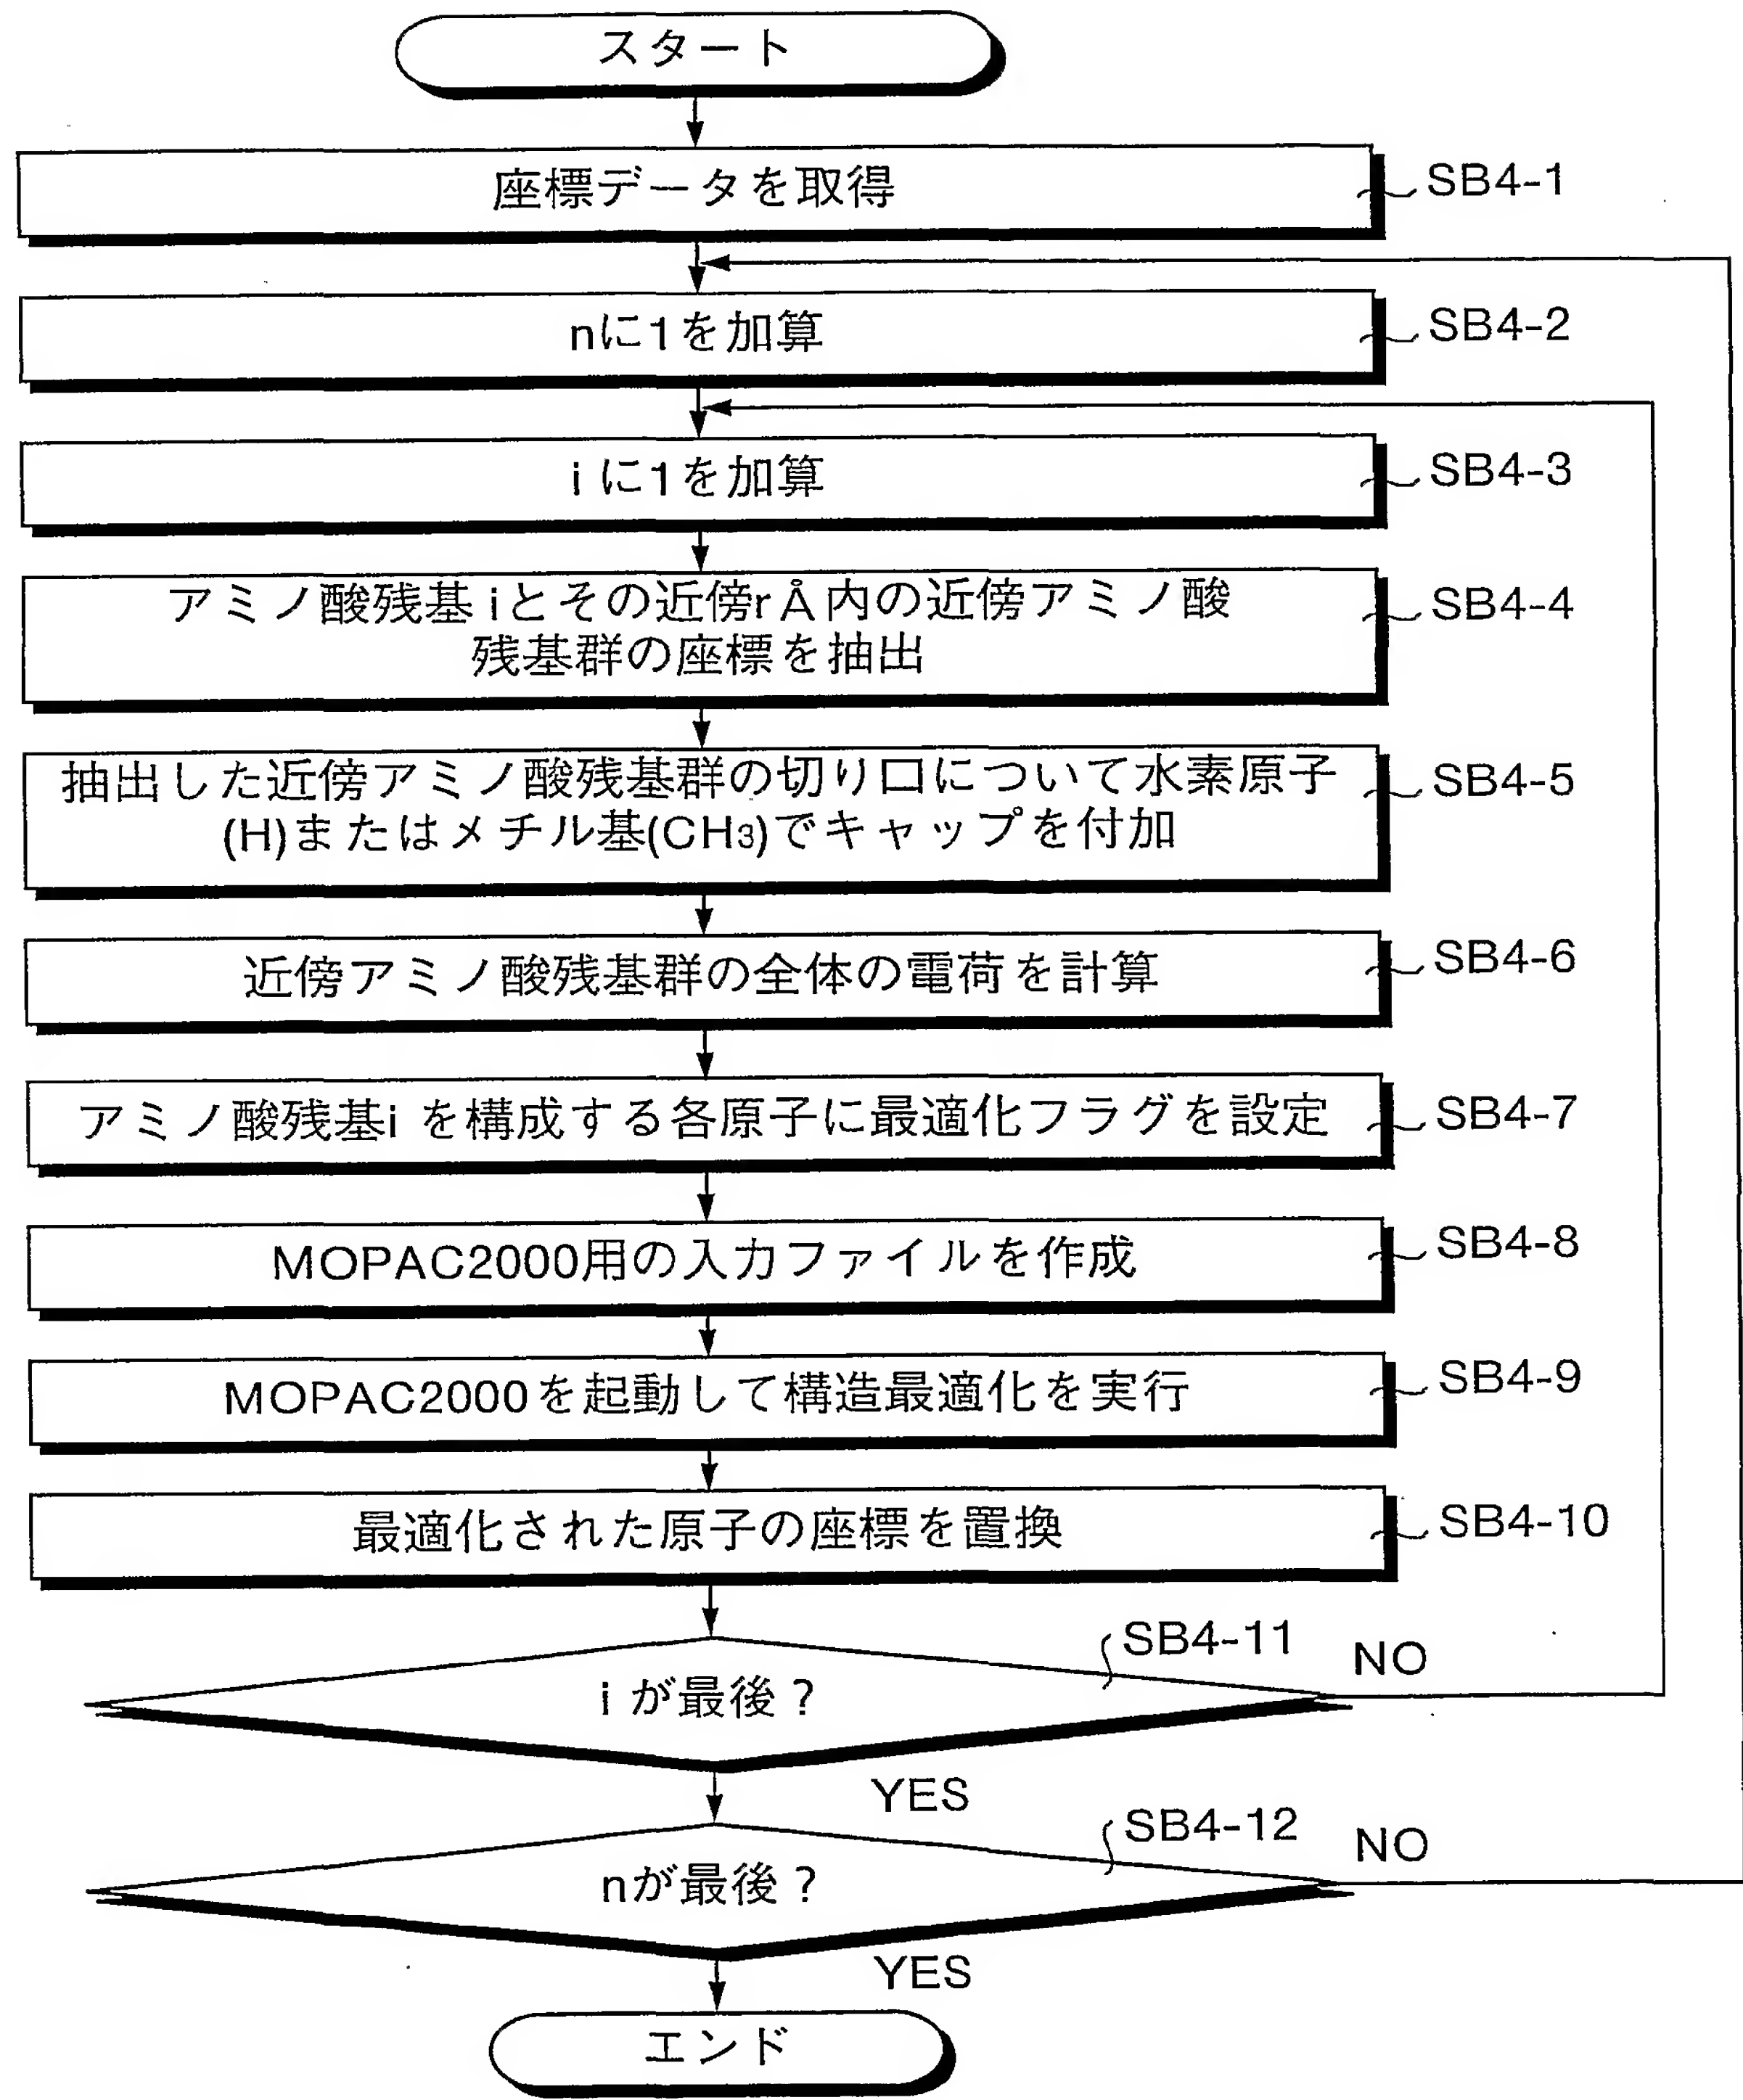 スタート
座標データを取得
SB4-1
nに1を加算
SB4-2
iに1を加算
SB4-3
アミノ酸残基iとその近傍rÅ内の近傍アミノ酸
残基群の座標を抽出
SB4-4
抽出した近傍アミノ酸残基群の切り口について水素原子
(H)またはメチル基(CH3)でキャップを付加
SB4-5
近傍アミノ酸残基群の全体の電荷を計算
SB4-6
アミノ酸残基iを構成する各原子に最適化フラグを設定
SB4-7
MOPAC2000用の入力ファイルを作成
SB4-8
MOPAC2000を起動して構造最適化を実行
SB4-9
最適化された原子の座標を置換
SB4-10
iが最後?
SB4-11
NO
YES
nが最後?
SB4-12
NO
YES
エンド